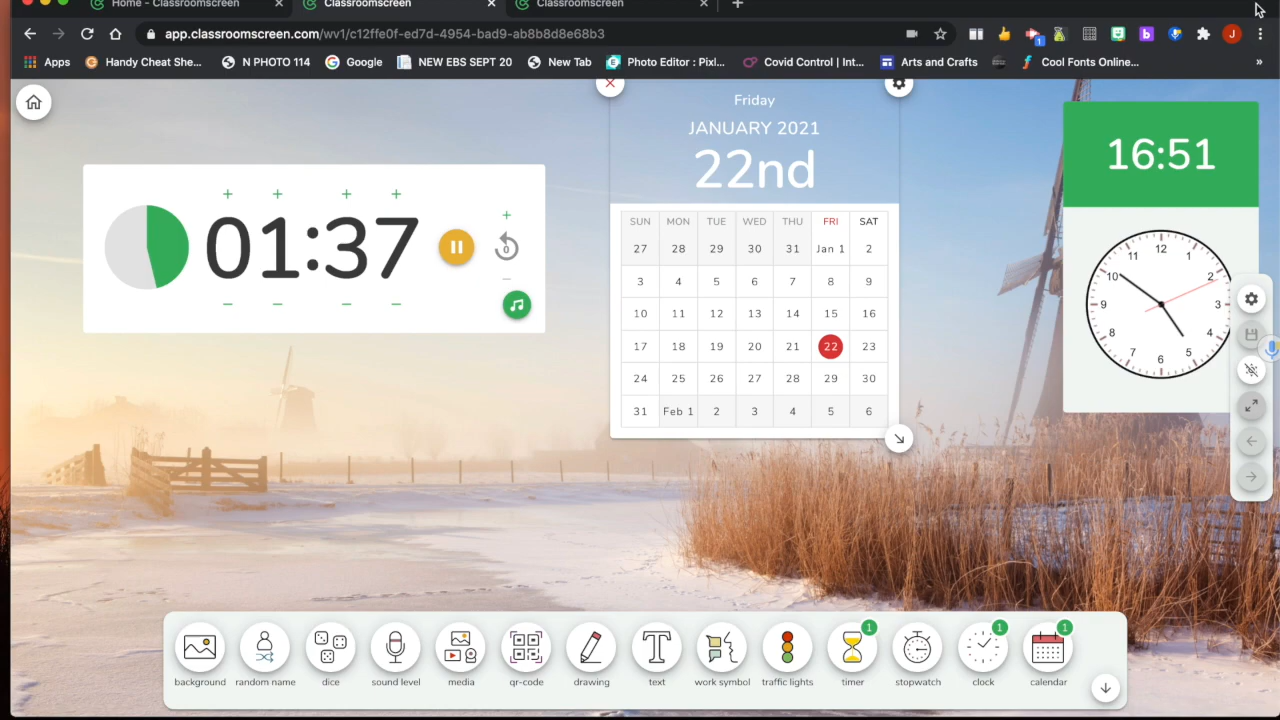 Home - Classroomscreen
Classroomscreen
Classroomscreen
app.classroomscreen.com/wv1/c12ffe0f-ed7d-4954-bad9-ab8b8d8e68b3
1
b
J
Apps
Handy Cheat She...
N PHOTO 114
Google
NEW EBS SEPT 20
New Tab
Photo Editor : Pixl...
Covid Control | Int...
Arts and Crafts
Cool Fonts Online...
»
Friday
JANUARY 2021
22nd
16:51
01:37
0
SUN MON TUE WED THU FRI SAT
27 28 29 30 31 Jan 1 2
3 4 5 6 7 8 9
10 11 12 13 14 15 16
17 18 19 20 21 22 23
24 25 26 27 28 29 30
31 Feb 1 2 3 4 5 6
12
11 1
10 2
9 3
8 4
7 5
6
1 1 1
background random name dice sound level media qr-code drawing text work symbol traffic lights timer stopwatch clock calendar